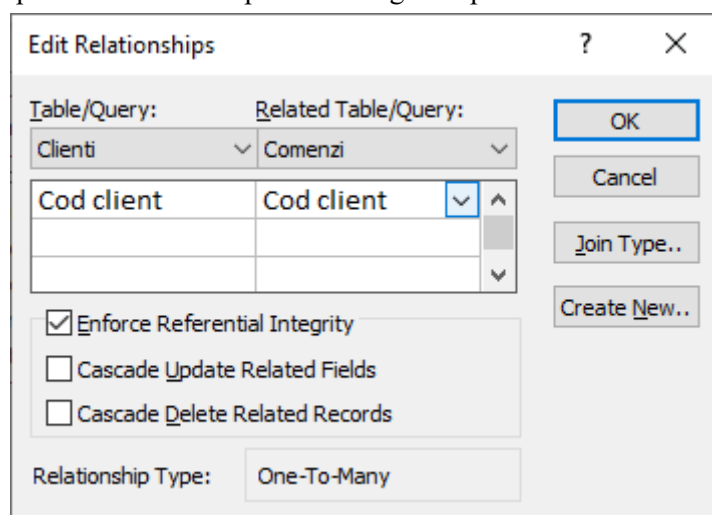 Edit Relationships ? ×
Table/Query: Related Table/Query:
Clienti Comenzi
Cod client Cod client
Enforce Referential Integrity
Cascade Update Related Fields
Cascade Delete Related Records
Relationship Type: One-To-Many
OK
Cancel
Join Type..
Create New..